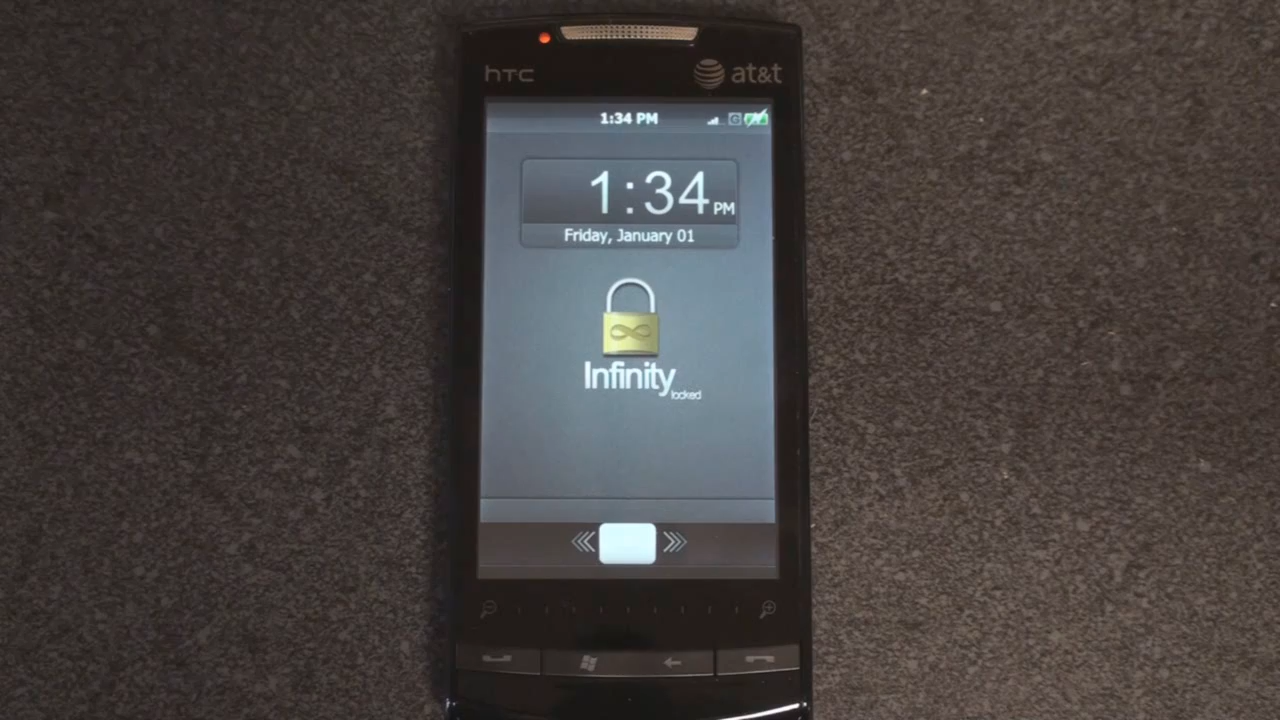 hTC
at&t
1:34 PM
G
1:34 PM
Friday, January 01
Infinity
locked